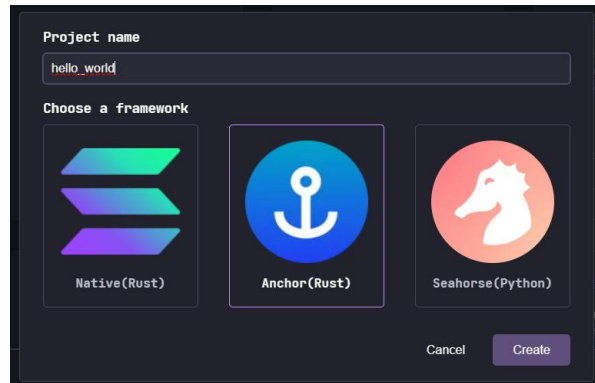 Project name
hello_world
Choose a framework
Native(Rust)
Anchor(Rust)
Seahorse(Python)
Cancel
Create